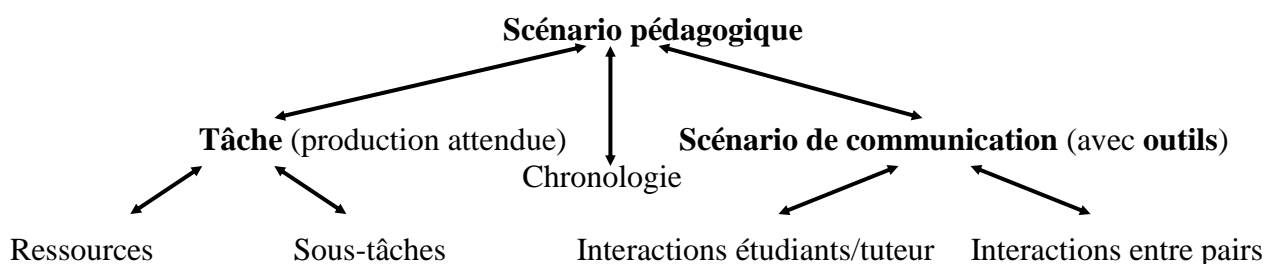 Scénario pédagogique
Tâche (production attendue) Scénario de communication (avec outils)
Chronologie
Ressources Sous-tâches Interactions étudiants/tuteur Interactions entre pairs